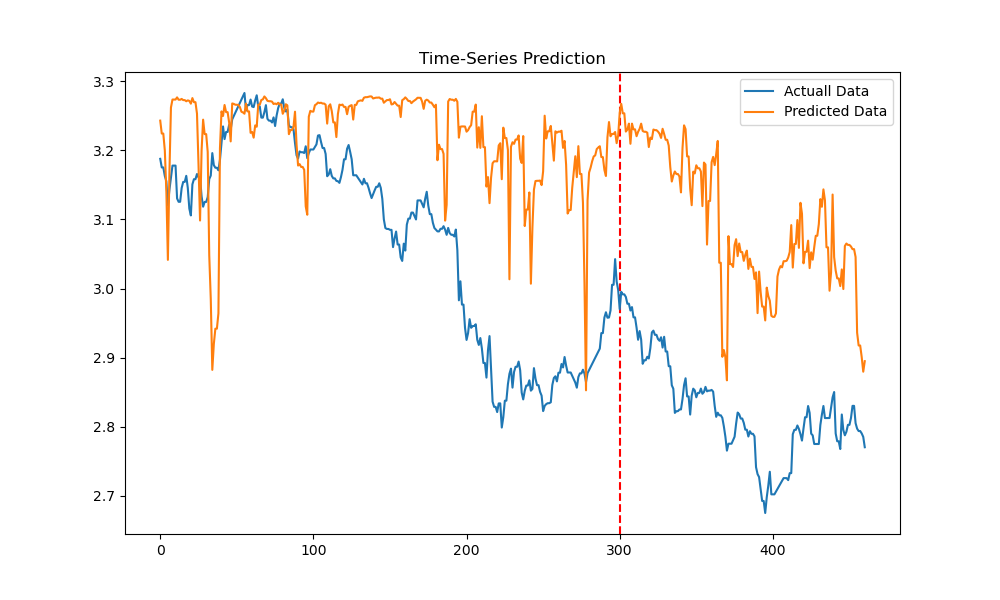 Time-Series Prediction
Actuall Data
Predicted Data
3.3
3.2
3.1
3.0
2.9
2.8
2.7
0 100 200 300 400